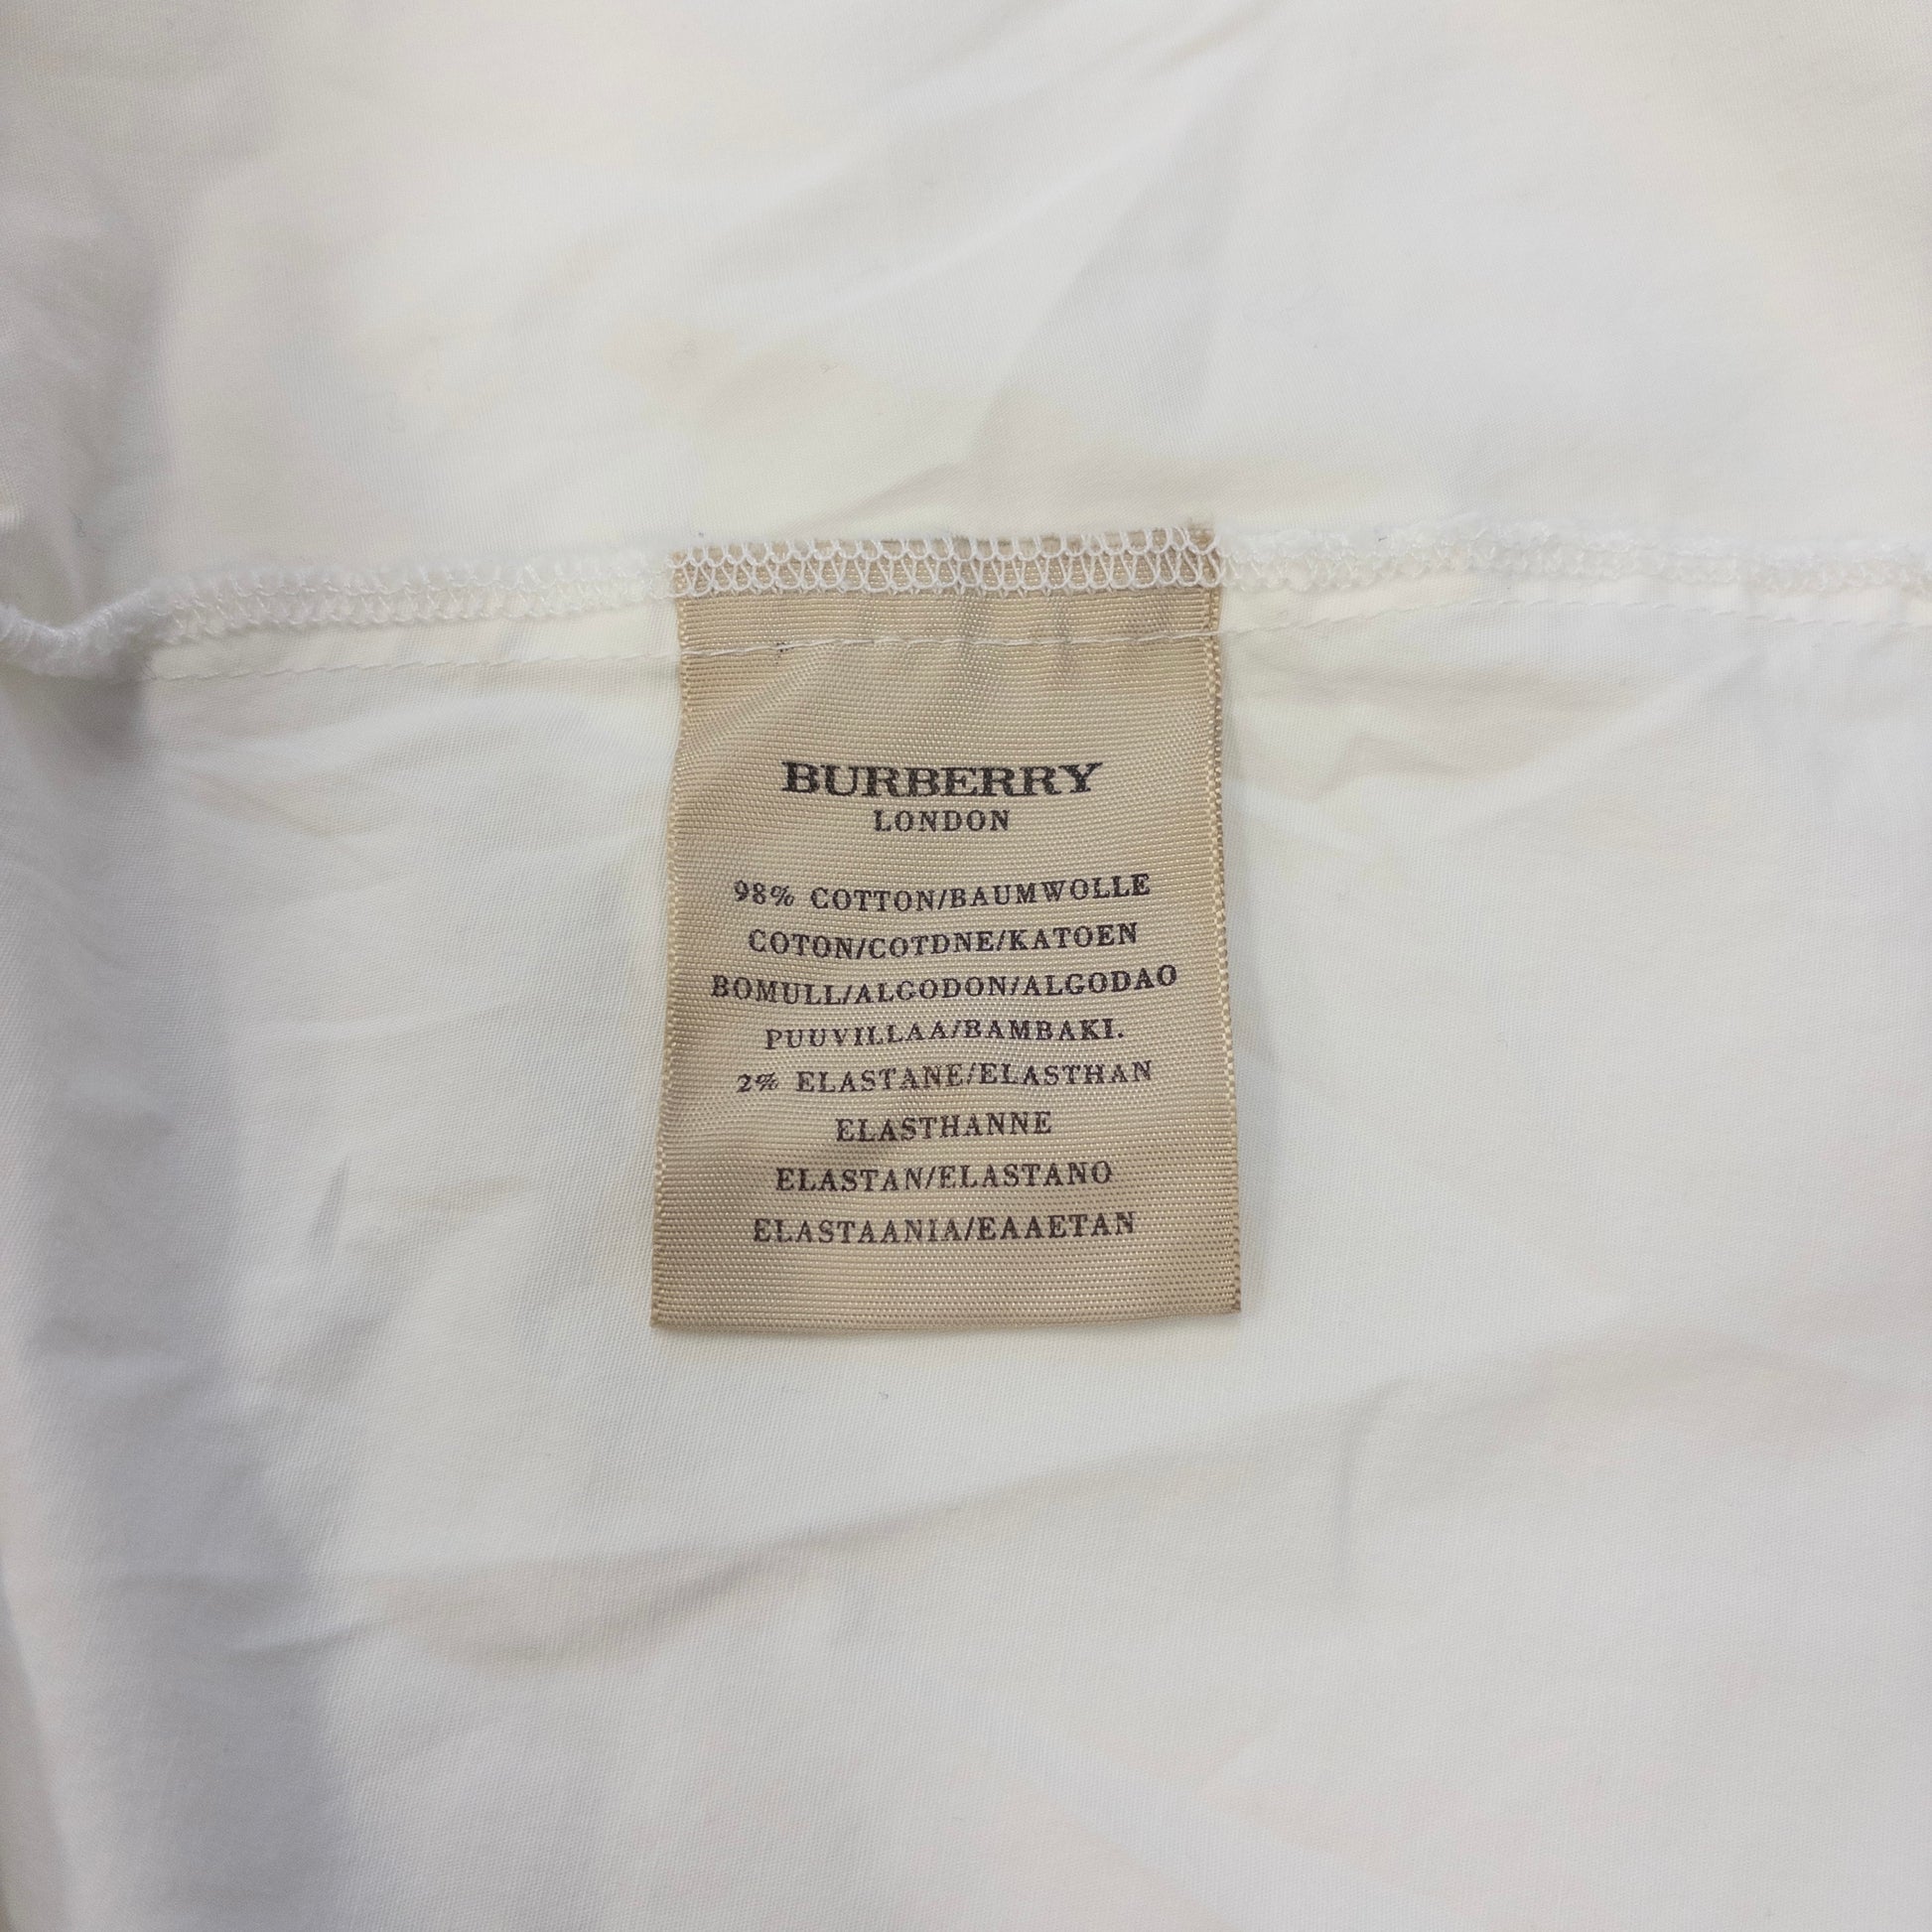 BURBERRY
LONDON
98% COTTON/BAUMWOLLE
COTON/COTDNE/KATOEN
BOMULL/ALGODON/ALGODAO
PUUVILLAA/BAMBAKI.
2% ELASTANE/ELASTHAN
ELASTHANNE
ELASTAN/ELASTANO
ELASTAANIA/EAAETAN